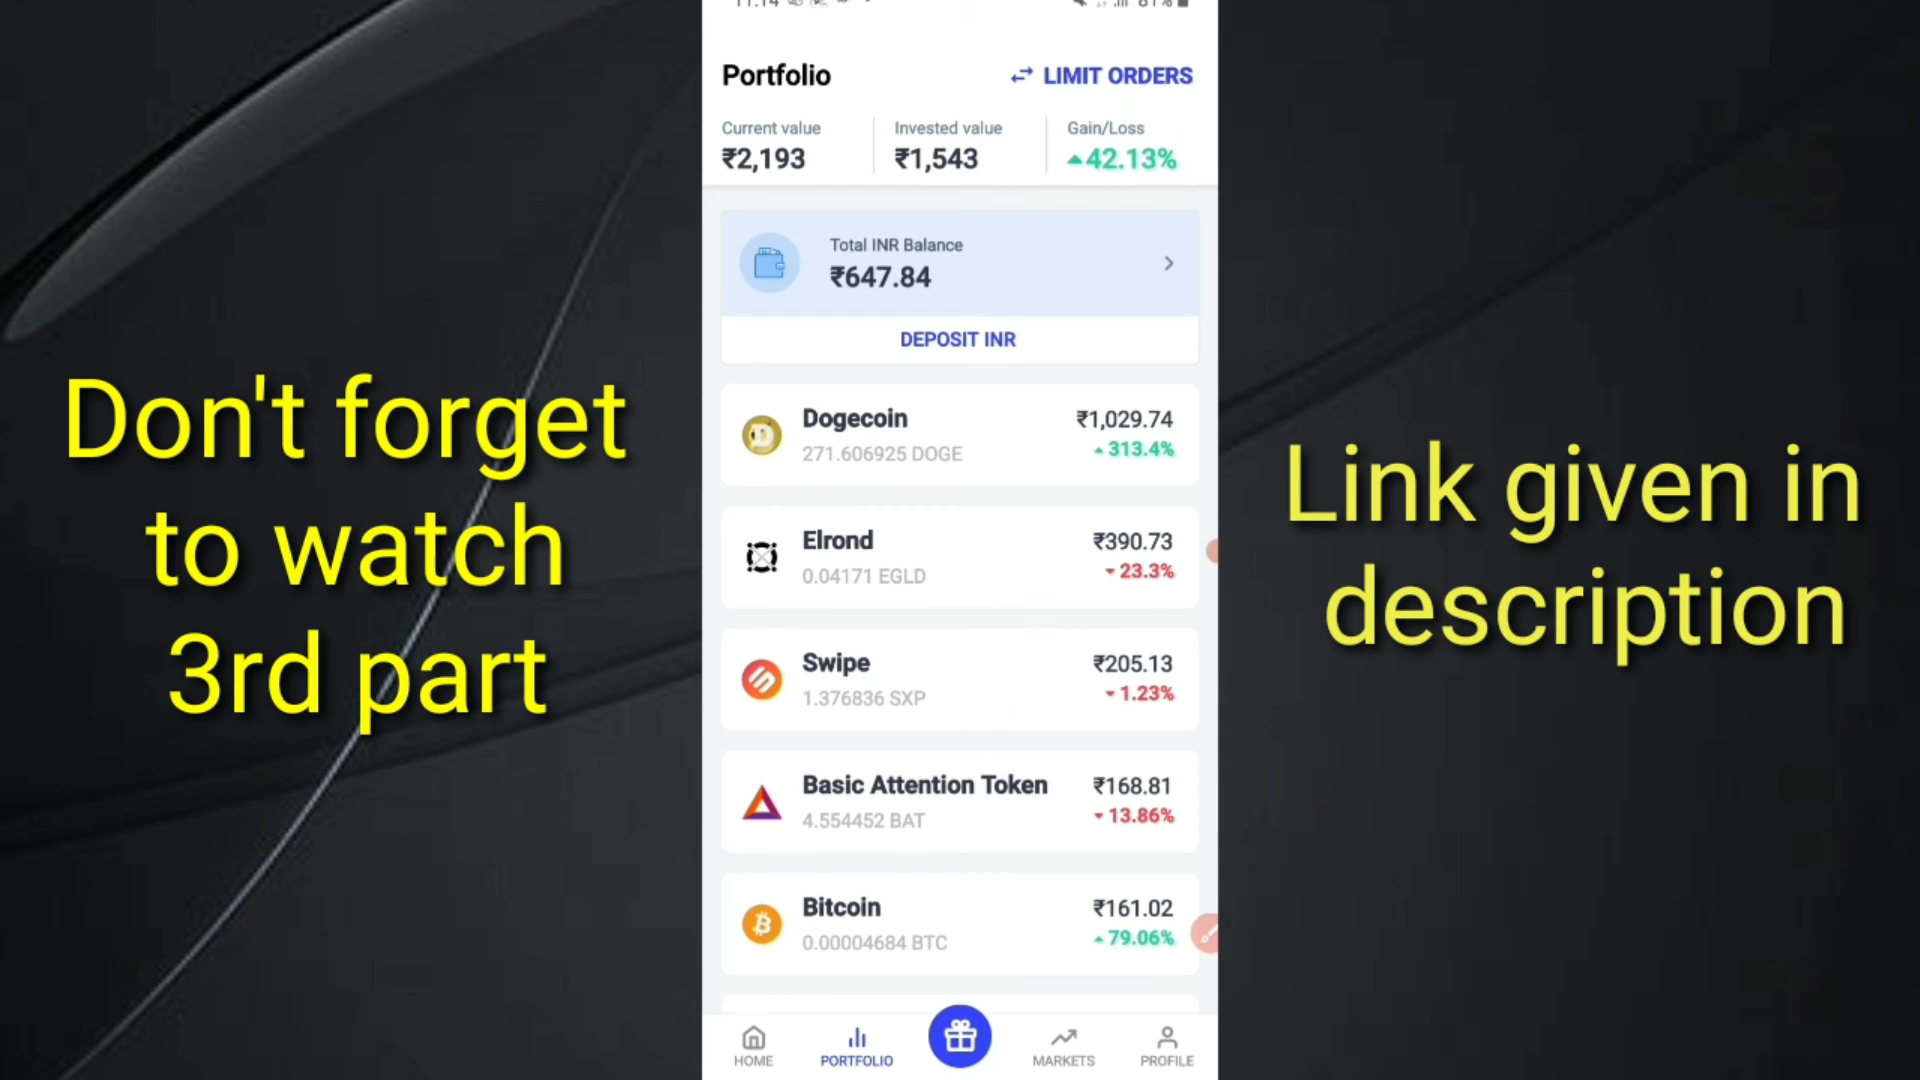 11:14
81%
Portfolio
LIMIT ORDERS
Current value
Invested value
Gain/Loss
₹2,193
₹1,543
42.13%
Total INR Balance
₹647.84
DEPOSIT INR
Dogecoin
₹1,029.74
271.606925 DOGE
313.4%
Elrond
₹390.73
0.04171 EGLD
23.3%
Swipe
₹205.13
1.376836 SXP
1.23%
Basic Attention Token
₹168.81
4.554452 BAT
13.86%
Bitcoin
₹161.02
0.00004684 BTC
79.06%
HOME
PORTFOLIO
MARKETS
PROFILE
Don't forget
to watch
3rd part
Link given in
description